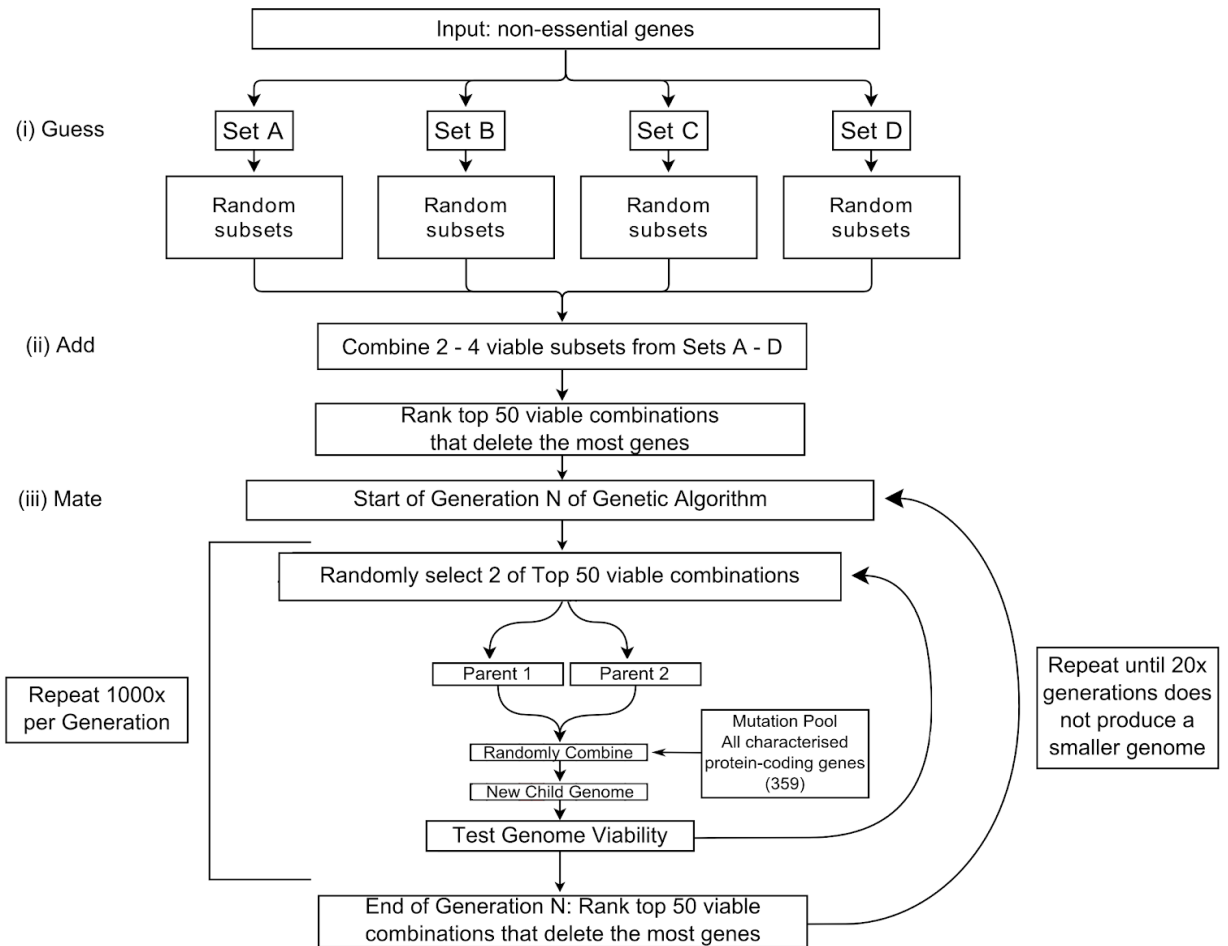 Input: non-essential genes
(i) Guess
Set A
Set B
Set C
Set D
Random
subsets
Random
subsets
Random
subsets
Random
subsets
(ii) Add
Combine 2 - 4 viable subsets from Sets A - D
Rank top 50 viable combinations
that delete the most genes
(iii) Mate
Start of Generation N of Genetic Algorithm
Randomly select 2 of Top 50 viable combinations
Parent 1
Parent 2
Repeat 1000x
per Generation
Repeat until 20x
generations does
not produce a
smaller genome
Randomly Combine
Mutation Pool
All characterised
protein-coding genes
(359)
New Child Genome
Test Genome Viability
End of Generation N: Rank top 50 viable
combinations that delete the most genes